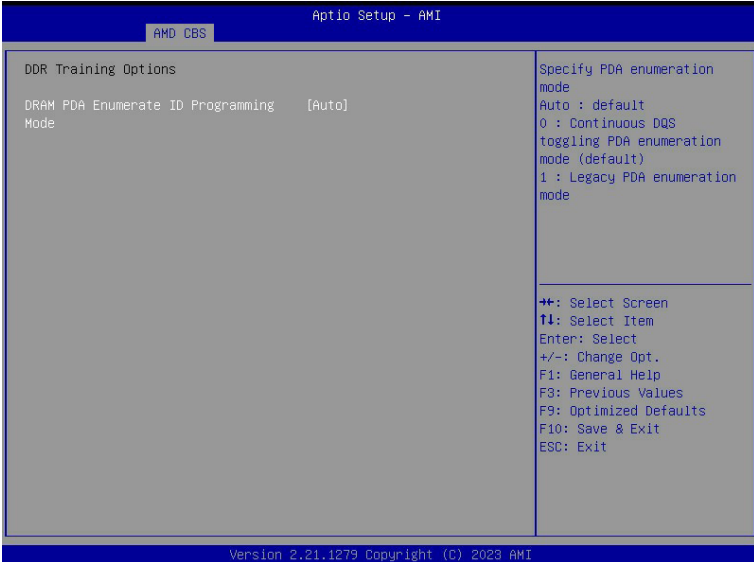 Aptio Setup – AMI
AMD CBS
DDR Training Options
DRAM PDA Enumerate ID Programming [Auto]
Mode
Specify PDA enumeration
mode
Auto : default
0 : Continuous DQS
toggling PDA enumeration
mode (default)
1 : Legacy PDA enumeration
mode
→←: Select Screen
↑↓: Select Item
Enter: Select
+/-: Change Opt.
F1: General Help
F3: Previous Values
F9: Optimized Defaults
F10: Save & Exit
ESC: Exit
Version 2.21.1279 Copyright (C) 2023 AMI